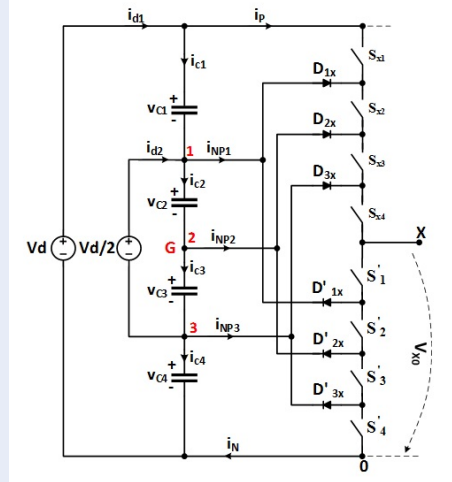 id1
iP
Sx1
ic1
D1x
+
vC1
-
Sx2
D2x
id2
1
iNP1
Sx3
ic2
D3x
+
vC2
-
Sx4
2
X
Vd
+
-
Vd/2
+
-
G
iNP2
ic3
S'1
+
vC3
-
D'1x
3
iNP3
S'2
Vx0
ic4
D'2x
+
vC4
-
S'3
D'3x
S'4
iN
0